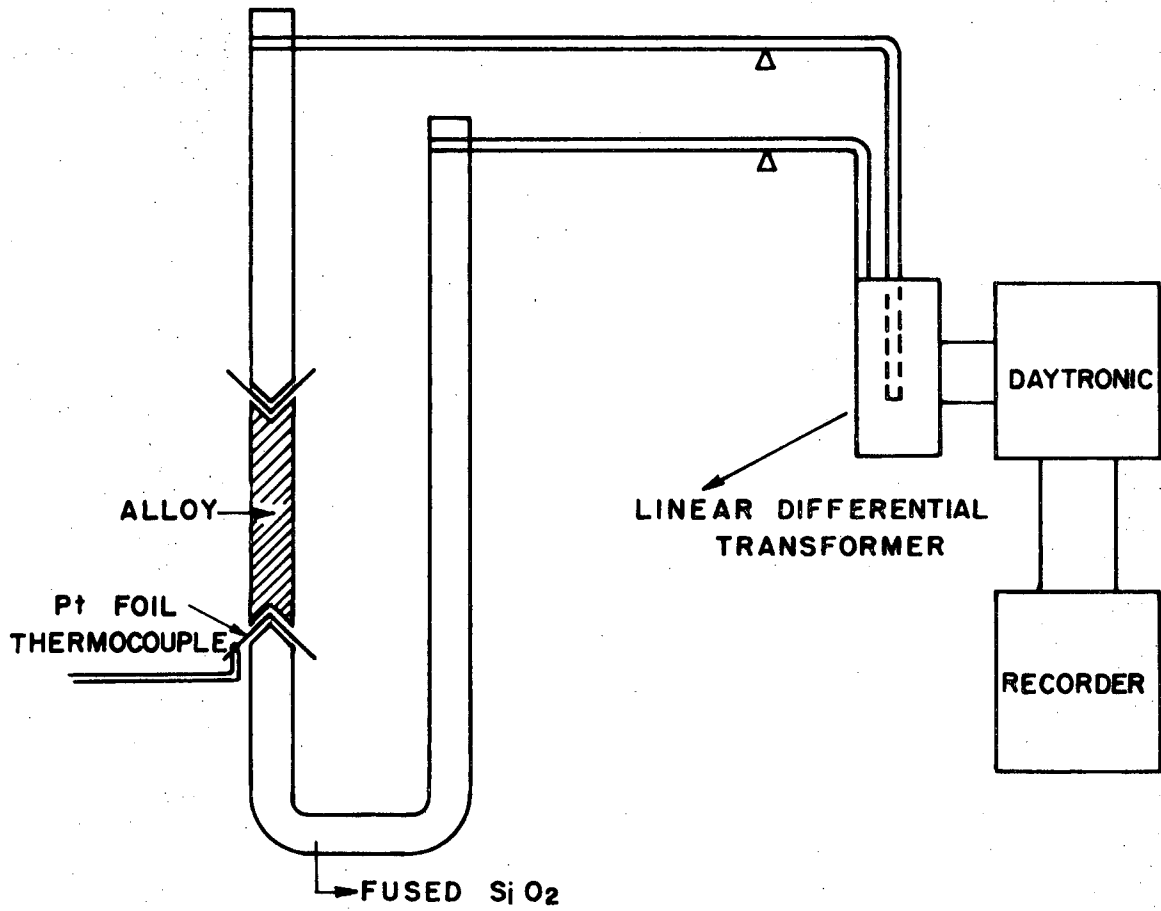 DAYTRONIC
ALLOY
LINEAR DIFFERENTIAL
TRANSFORMER
Pt FOIL
THERMOCOUPLE
RECORDER
FUSED SiO2